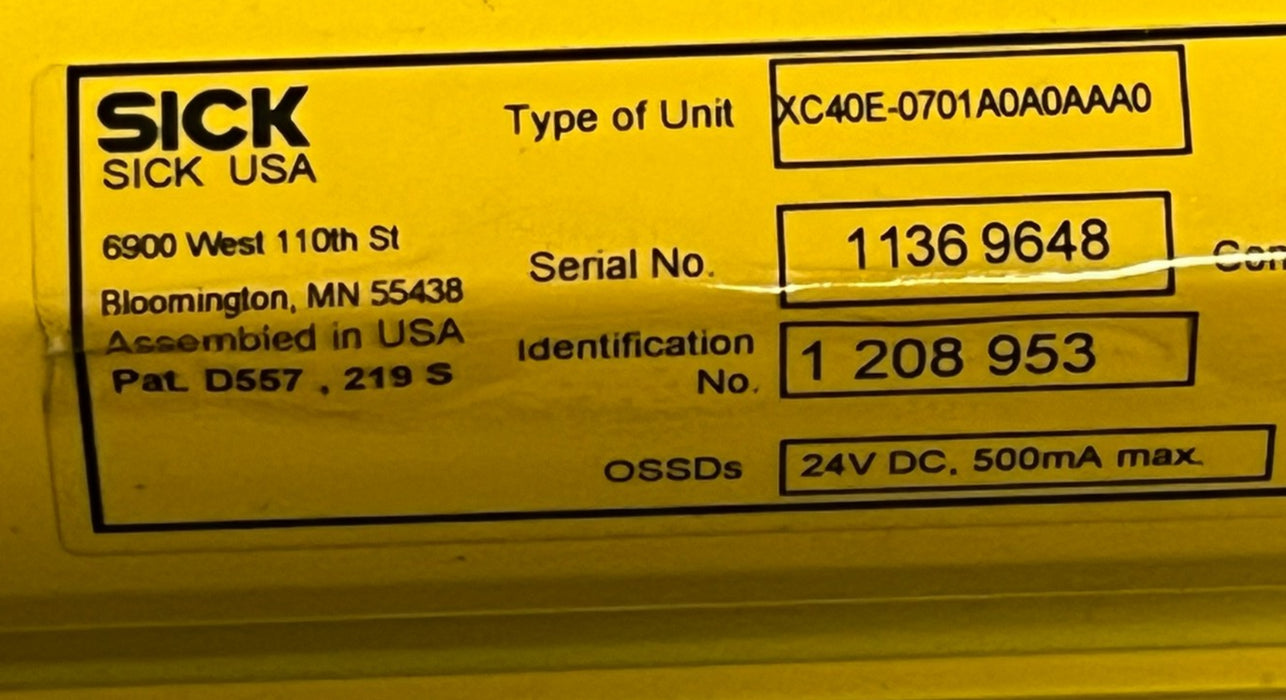 SICK
SICK USA
6900 West 110th St
Bloomington, MN 55438
Assembied in USA
Pat. D557 , 219 S
Type of Unit XC40E-0701A0A0AAA0
Serial No. 1136 9648
Identification
No. 1 208 953
OSSDs 24V DC, 500mA max.